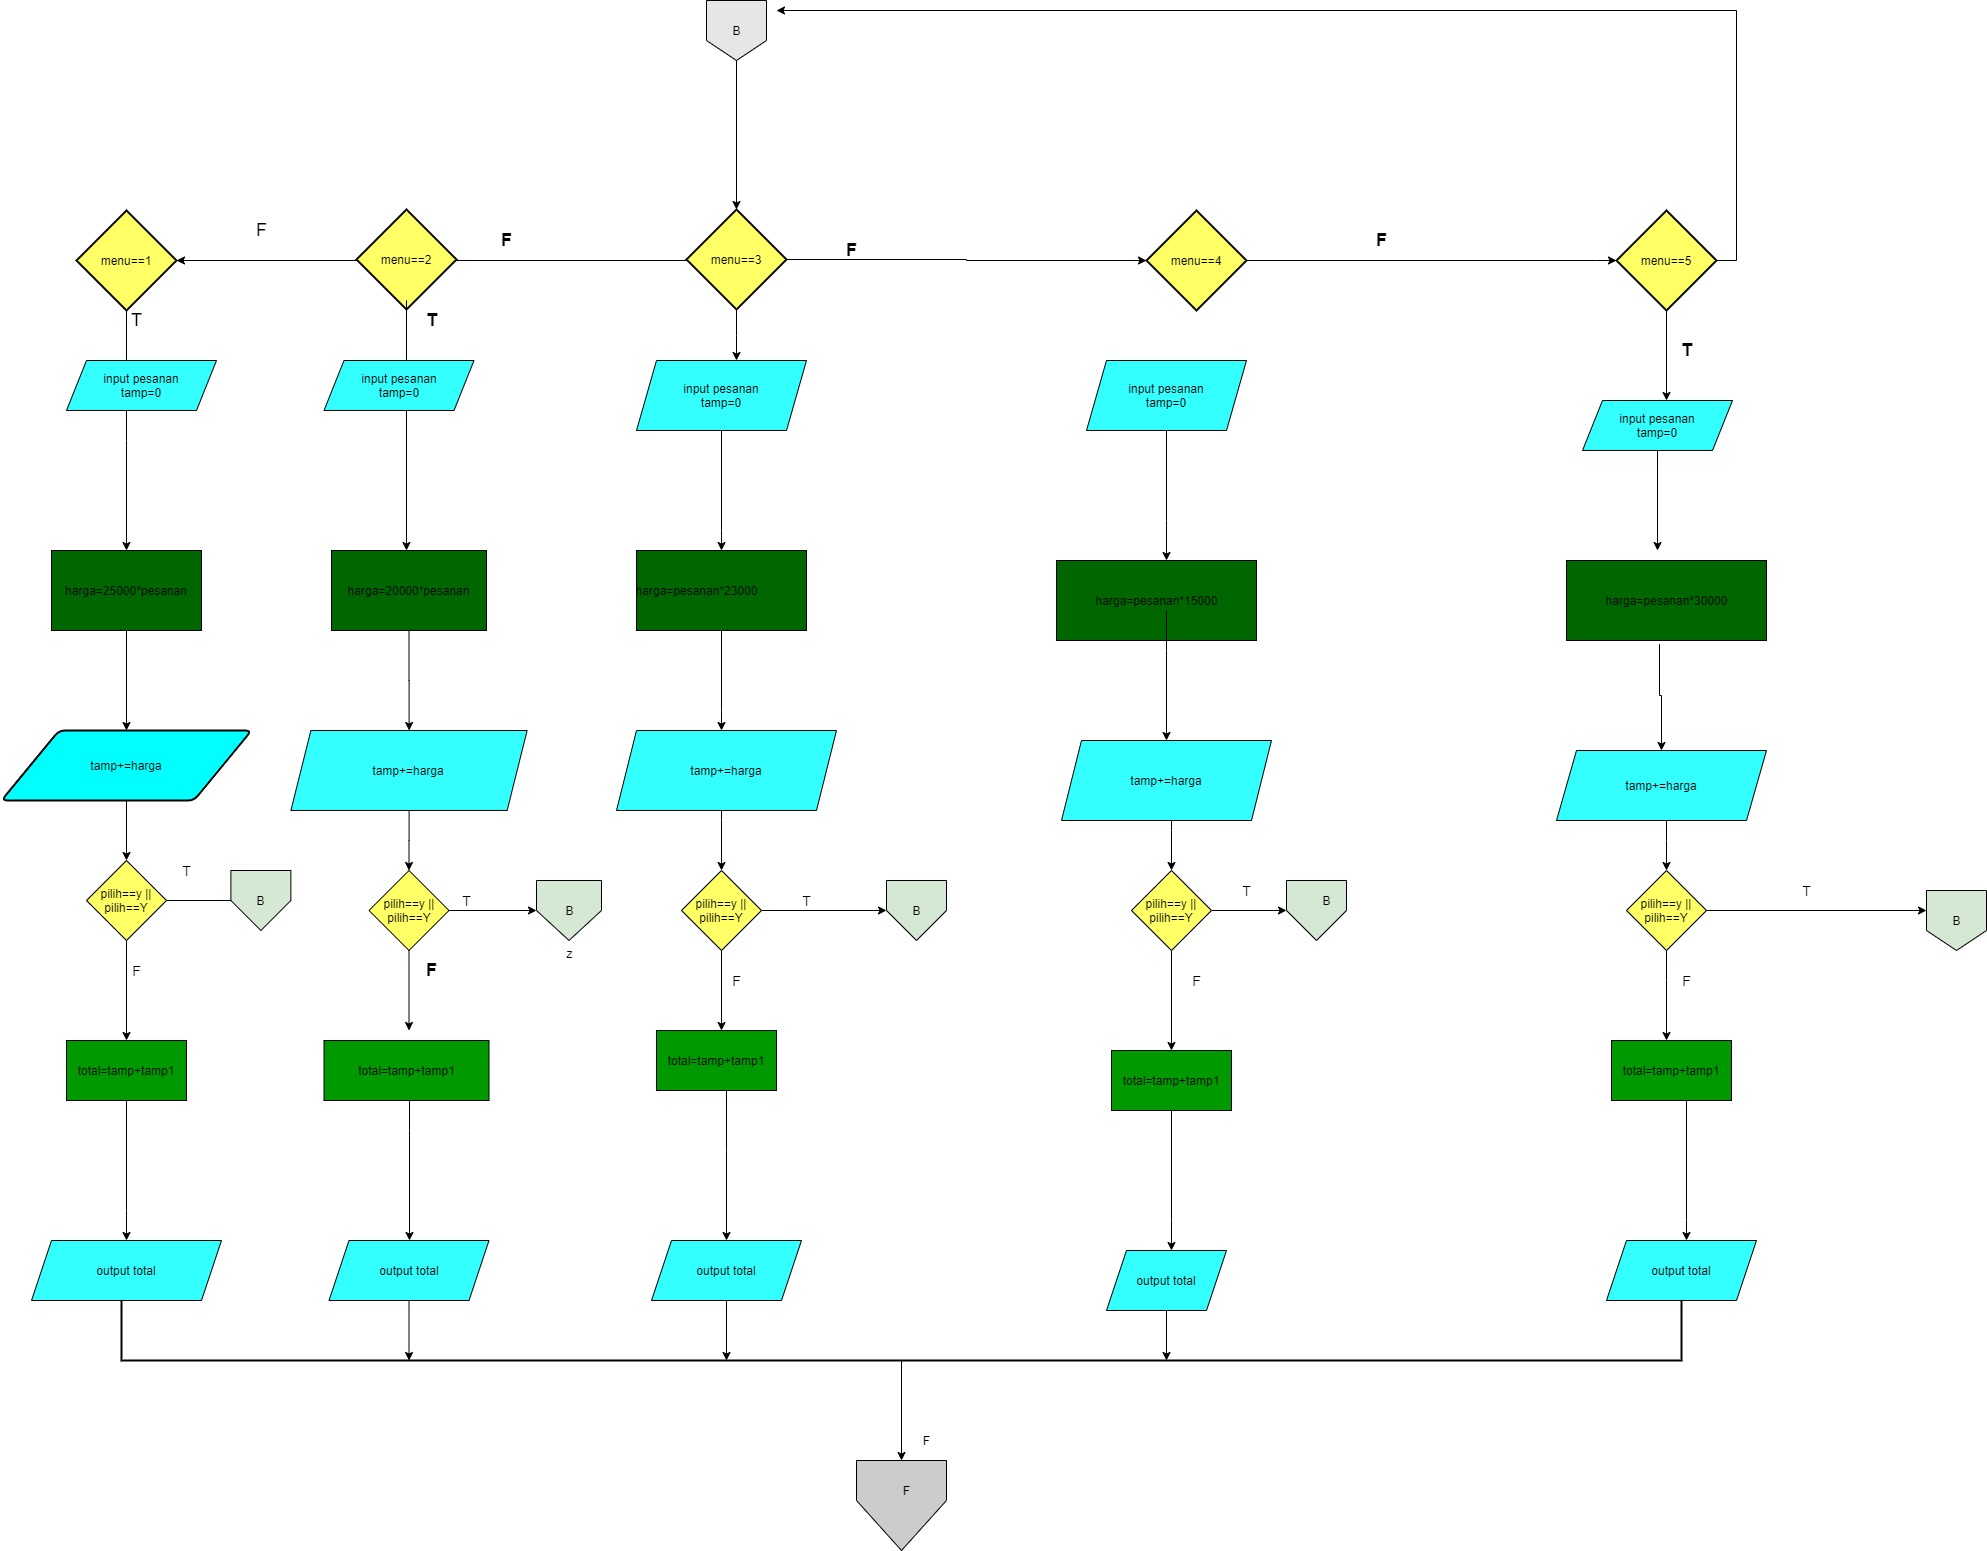 B
F
F
F
F
menu==1
menu==2
menu==3
menu==4
menu==5
T
T
T
input pesanan
tamp=0
input pesanan
tamp=0
input pesanan
tamp=0
input pesanan
tamp=0
input pesanan
tamp=0
harga=25000*pesanan
harga=20000*pesanan
harga=pesanan*23000
harga=pesanan*15000
harga=pesanan*30000
tamp+=harga
tamp+=harga
tamp+=harga
tamp+=harga
tamp+=harga
pilih==y ||
pilih==Y
T
B
pilih==y ||
pilih==Y
T
B
z
pilih==y ||
pilih==Y
T
B
pilih==y ||
pilih==Y
T
B
pilih==y ||
pilih==Y
T
B
F
F
F
F
F
total=tamp+tamp1
total=tamp+tamp1
total=tamp+tamp1
total=tamp+tamp1
total=tamp+tamp1
output total
output total
output total
output total
output total
F
F